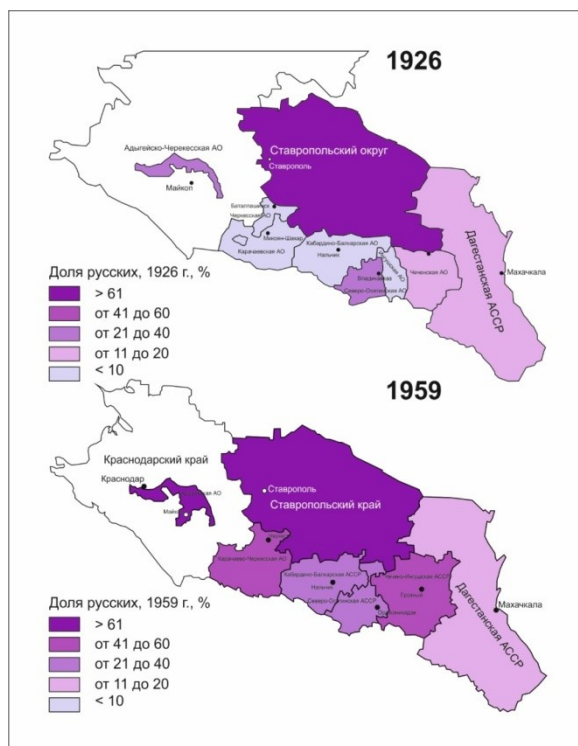 1926
Адыгейско-Черкесская АО
Майкоп
Ставропольский округ
Ставрополь
Баталпашинск
Черкесская АО
Микоян-Шахар
Карачаевская АО
Кабардино-Балкарская АО
Нальчик
Владикавказ
Северо-Осетинская АО
Чеченская АО
Махачкала
Дагестанская АССР
Доля русских, 1926 г., %
> 61
от 41 до 60
от 21 до 40
от 11 до 20
< 10
1959
Краснодарский край
Краснодар
АО
Ставрополь
Ставропольский край
Карачаево-Черкесская АО
Кабардино-Балкарская АССР
Нальчик
Северо-Осетинская АССР
Чечено-Ингушская АССР
Грозный
Махачкала
Дагестанская АССР
Доля русских, 1959 г., %
> 61
от 41 до 60
от 21 до 40
от 11 до 20
< 10